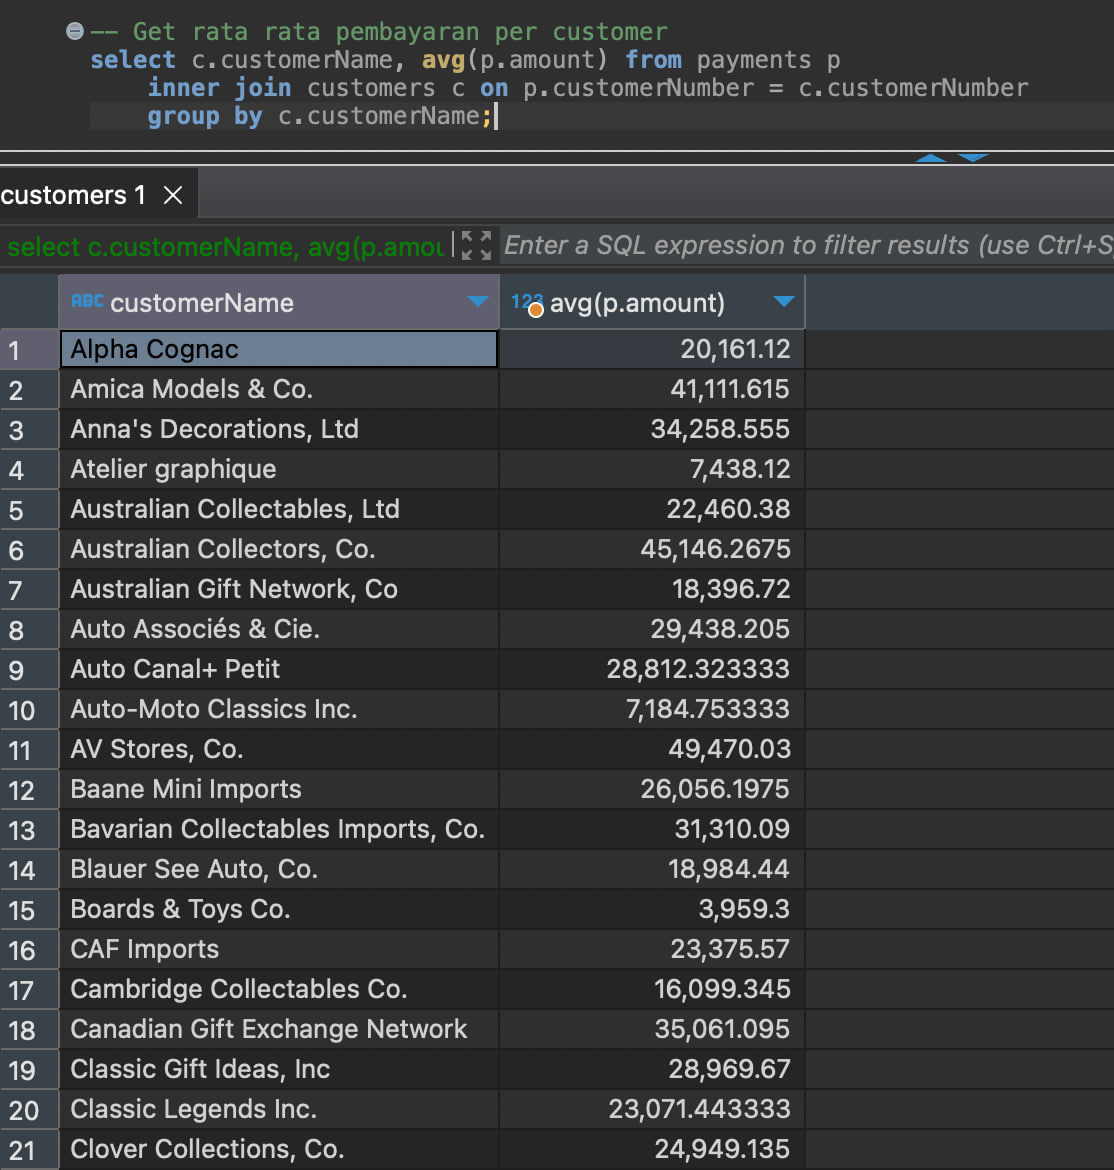 -- Get rata rata pembayaran per customer
select c.customerName, avg(p.amount) from payments p
inner join customers c on p.customerNumber = c.customerNumber
group by c.customerName;
customers 1
select c.customerName, avg(p.amou Enter a SQL expression to filter results (use Ctrl+S
ABC customerName 123 avg(p.amount)
1 Alpha Cognac 20,161.12
2 Amica Models & Co. 41,111.615
3 Anna's Decorations, Ltd 34,258.555
4 Atelier graphique 7,438.12
5 Australian Collectables, Ltd 22,460.38
6 Australian Collectors, Co. 45,146.2675
7 Australian Gift Network, Co 18,396.72
8 Auto Associés & Cie. 29,438.205
9 Auto Canal+ Petit 28,812.323333
10 Auto-Moto Classics Inc. 7,184.753333
11 AV Stores, Co. 49,470.03
12 Baane Mini Imports 26,056.1975
13 Bavarian Collectables Imports, Co. 31,310.09
14 Blauer See Auto, Co. 18,984.44
15 Boards & Toys Co. 3,959.3
16 CAF Imports 23,375.57
17 Cambridge Collectables Co. 16,099.345
18 Canadian Gift Exchange Network 35,061.095
19 Classic Gift Ideas, Inc 28,969.67
20 Classic Legends Inc. 23,071.443333
21 Clover Collections, Co. 24,949.135